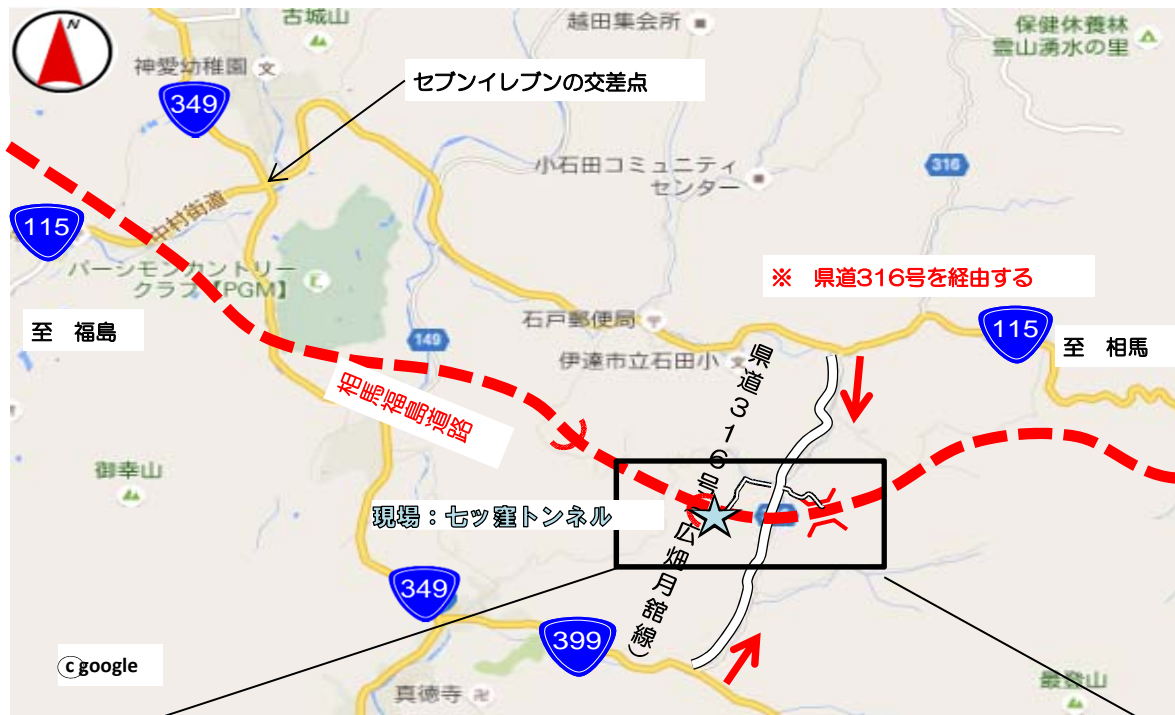 N
古城山
越田集会所
保健休養林
霊山湧水の里
神愛幼稚園
セブンイレブンの交差点
349
316
小石田コミュニティ
センター
中村街道
115
パーシモンカントリー
クラブ【PGM】
※　県道316号を経由する
至　福島
石戸郵便局
149
115
至　相馬
伊達市立石田小
県道316号（広畑月舘線）
相馬福島道路
御幸山
現場：七ツ窪トンネル
349
399
©google
真徳寺
最登山